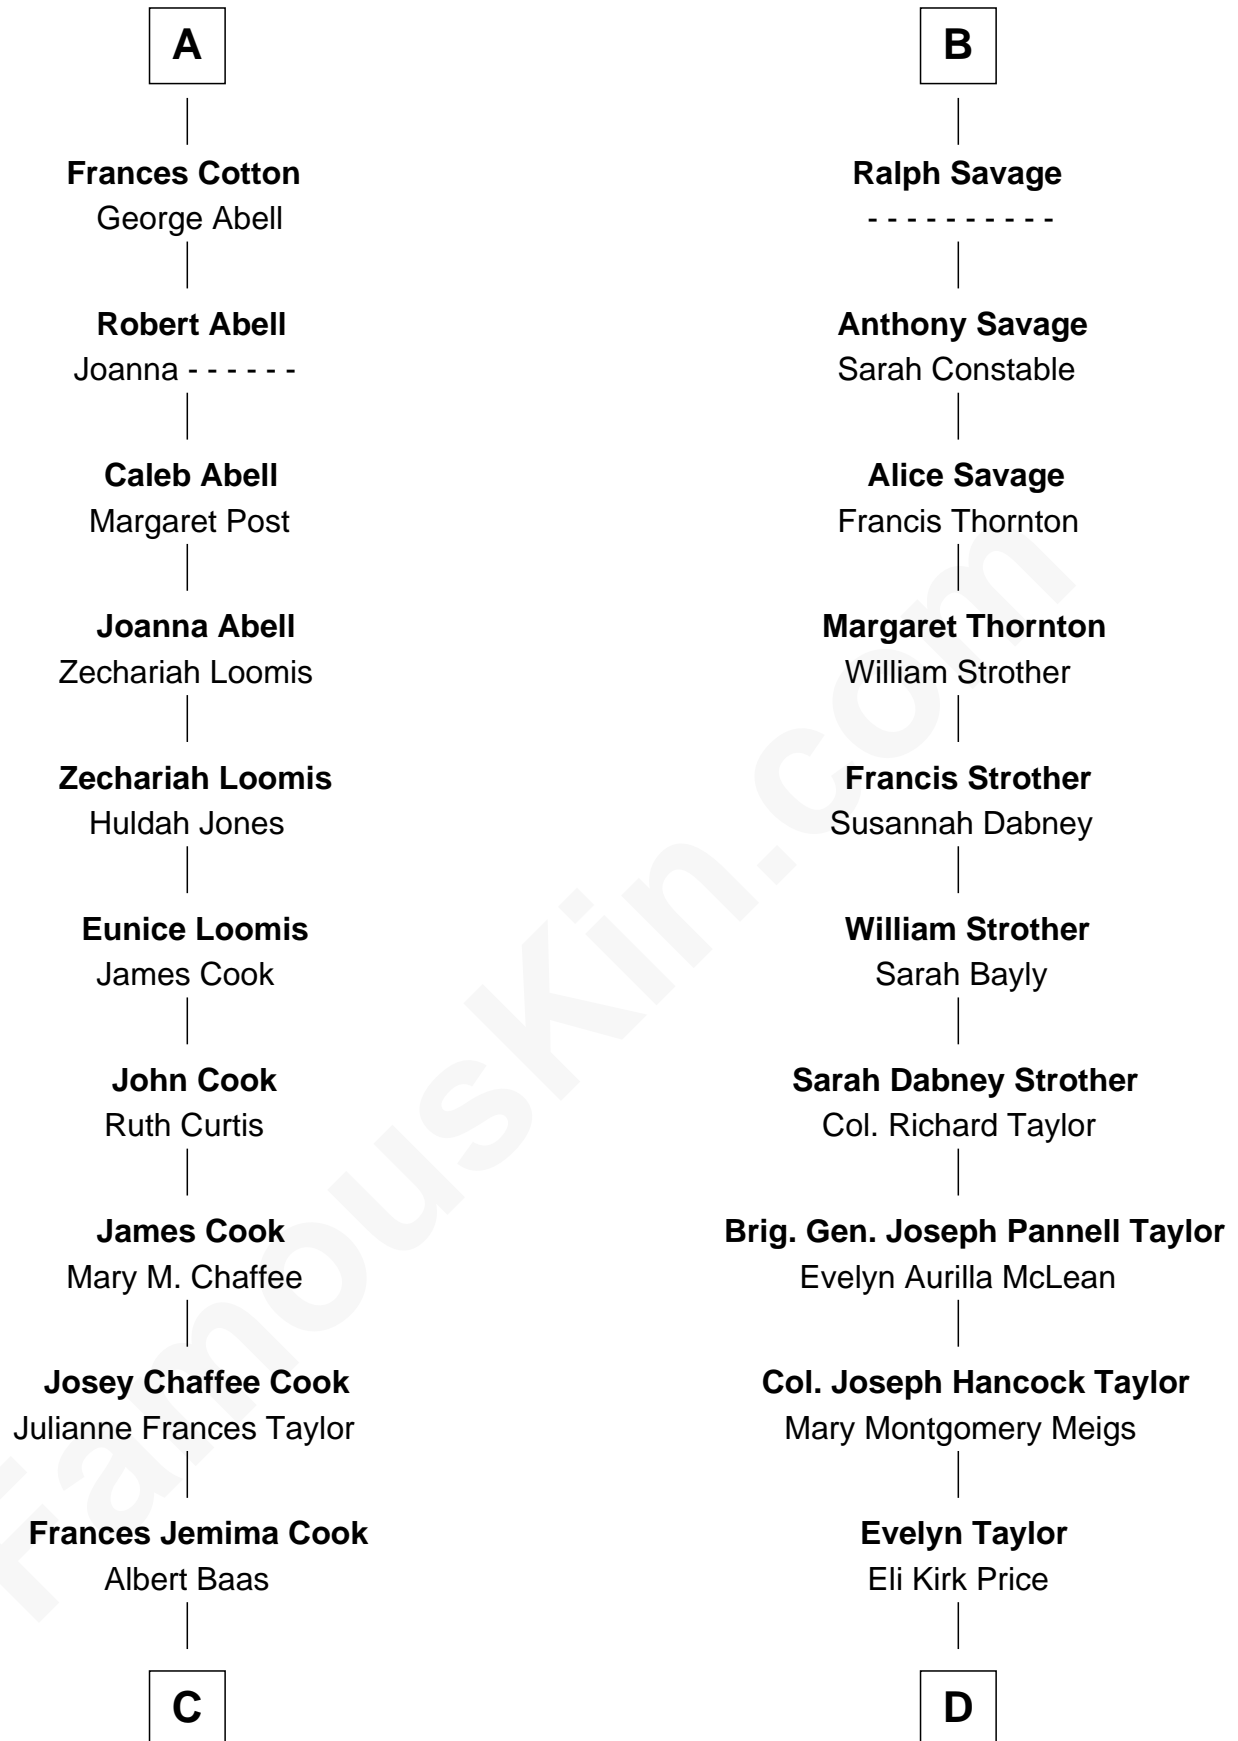 A
Frances Cotton
George Abell
Robert Abell
Joanna - - - - - -
Caleb Abell
Margaret Post
Joanna Abell
Zechariah Loomis
Zechariah Loomis
Huldah Jones
Eunice Loomis
James Cook
John Cook
Ruth Curtis
James Cook
Mary M. Chaffee
Josey Chaffee Cook
Julianne Frances Taylor
Frances Jemima Cook
Albert Baas
C
B
Ralph Savage
- - - - - - - - - -
Anthony Savage
Sarah Constable
Alice Savage
Francis Thornton
Margaret Thornton
William Strother
Francis Strother
Susannah Dabney
William Strother
Sarah Bayly
Sarah Dabney Strother
Col. Richard Taylor
Brig. Gen. Joseph Pannell Taylor
Evelyn Aurilla McLean
Col. Joseph Hancock Taylor
Mary Montgomery Meigs
Evelyn Taylor
Eli Kirk Price
D
FamousKin.com